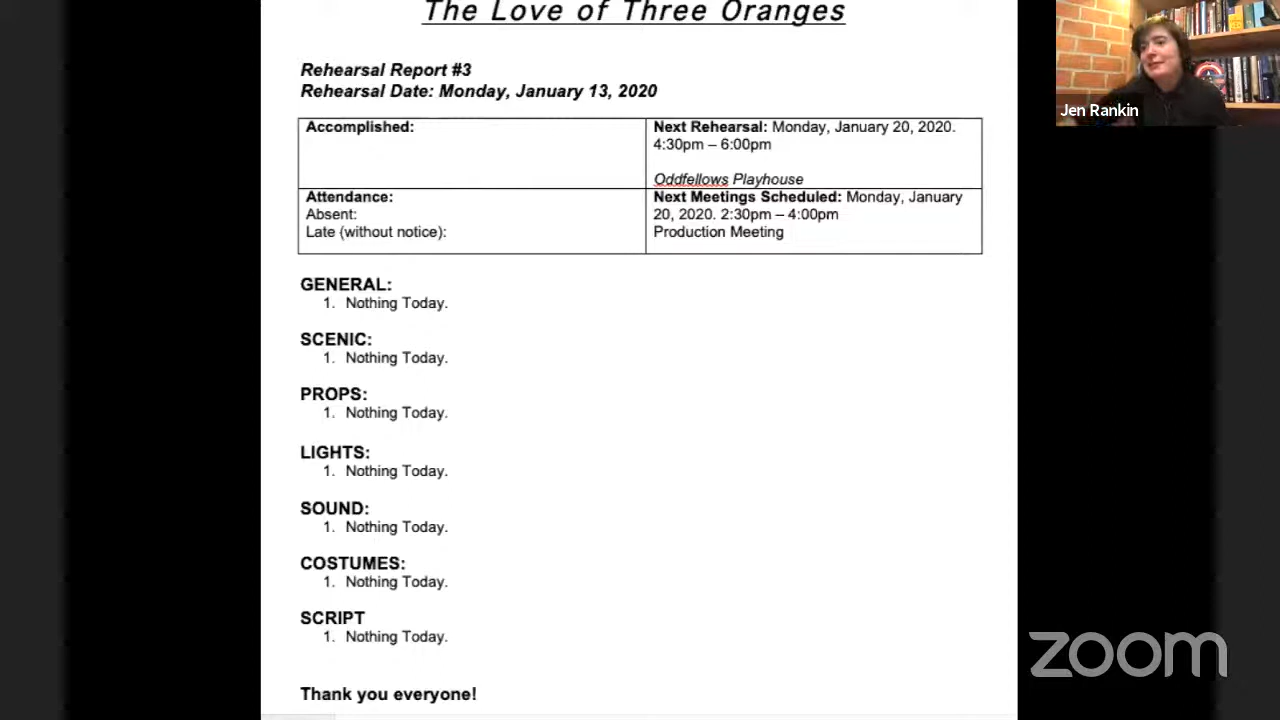 The Love of Three Oranges
Rehearsal Report #3
Rehearsal Date: Monday, January 13, 2020
Accomplished:
Next Rehearsal: Monday, January 20, 2020.
4:30pm – 6:00pm
Oddfellows Playhouse
Attendance:
Absent:
Late (without notice):
Next Meetings Scheduled: Monday, January
20, 2020. 2:30pm – 4:00pm
Production Meeting
GENERAL:
1. Nothing Today.
SCENIC:
1. Nothing Today.
PROPS:
1. Nothing Today.
LIGHTS:
1. Nothing Today.
SOUND:
1. Nothing Today.
COSTUMES:
1. Nothing Today.
SCRIPT
1. Nothing Today.
Thank you everyone!
Jen Rankin
zoom